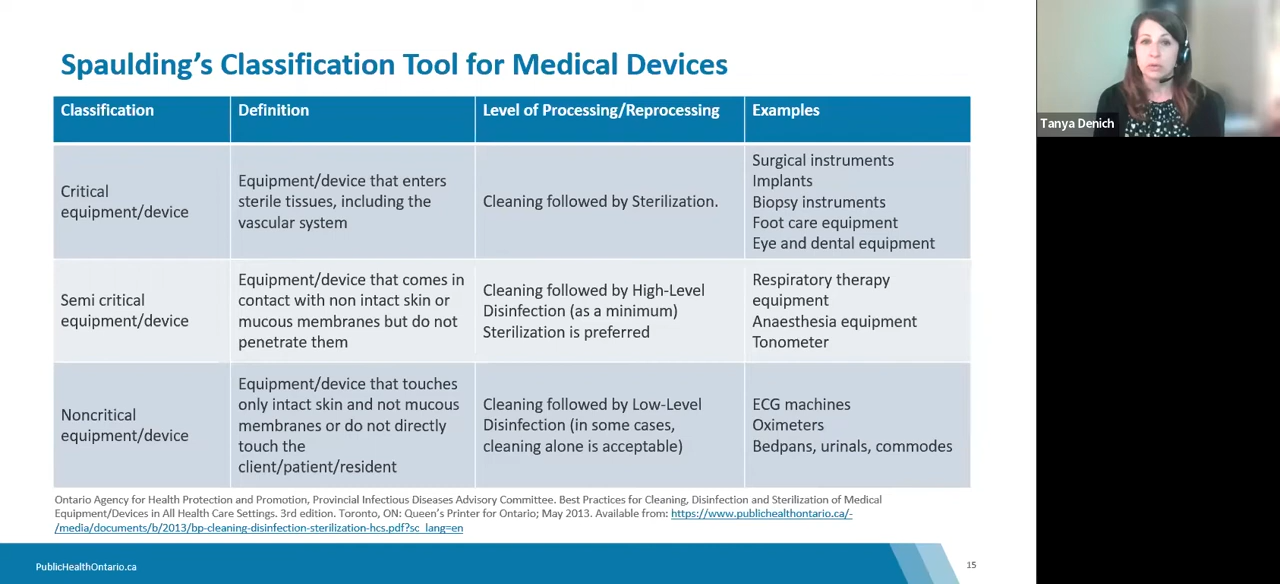 Spaulding's Classification Tool for Medical Devices
Tanya Denich
Classification
Definition
Level of Processing/Reprocessing
Examples
Critical
equipment/device
Equipment/device that enters
sterile tissues, including the
vascular system
Cleaning followed by Sterilization.
Surgical instruments
Implants
Biopsy instruments
Foot care equipment
Eye and dental equipment
Semi critical
equipment/device
Equipment/device that comes in
contact with non intact skin or
mucous membranes but do not
penetrate them
Cleaning followed by High-Level
Disinfection (as a minimum)
Sterilization is preferred
Respiratory therapy
equipment
Anaesthesia equipment
Tonometer
Noncritical
equipment/device
Equipment/device that touches
only intact skin and not mucous
membranes or do not directly
touch the
client/patient/resident
Cleaning followed by Low-Level
Disinfection (in some cases,
cleaning alone is acceptable)
ECG machines
Oximeters
Bedpans, urinals, commodes
Ontario Agency for Health Protection and Promotion, Provincial Infectious Diseases Advisory Committee. Best Practices for Cleaning, Disinfection and Sterilization of Medical
Equipment/Devices in All Health Care Settings. 3rd edition. Toronto, ON: Queen's Printer for Ontario; May 2013. Available from: https://www.publichealthontario.ca/-
/media/documents/b/2013/bp-cleaning-disinfection-sterilization-hcs.pdf?sc_lang=en
PublicHealthOntario.ca
15